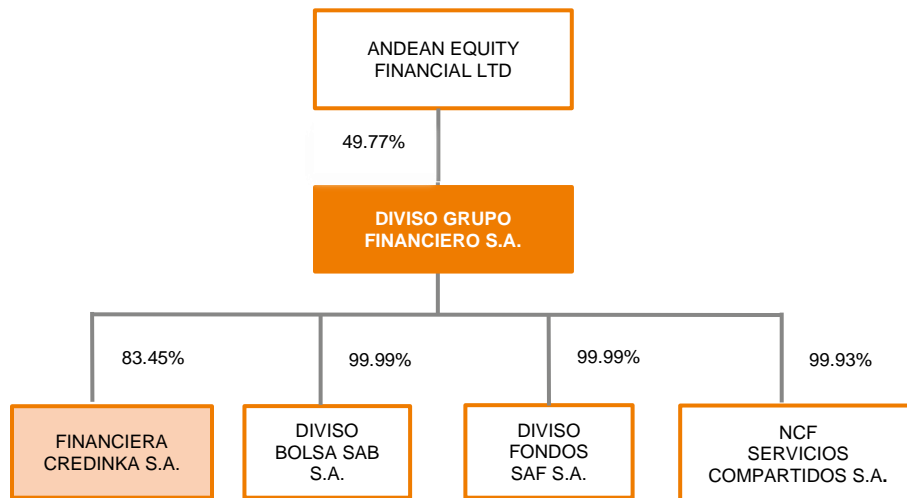 ANDEAN EQUITY
FINANCIAL LTD
49.77%
DIVISO GRUPO
FINANCIERO S.A.
83.45%
99.99%
99.99%
99.93%
FINANCIERA
CREDINKA S.A.
DIVISO
BOLSA SAB
S.A.
DIVISO
FONDOS
SAF S.A.
NCF
SERVICIOS
COMPARTIDOS S.A.